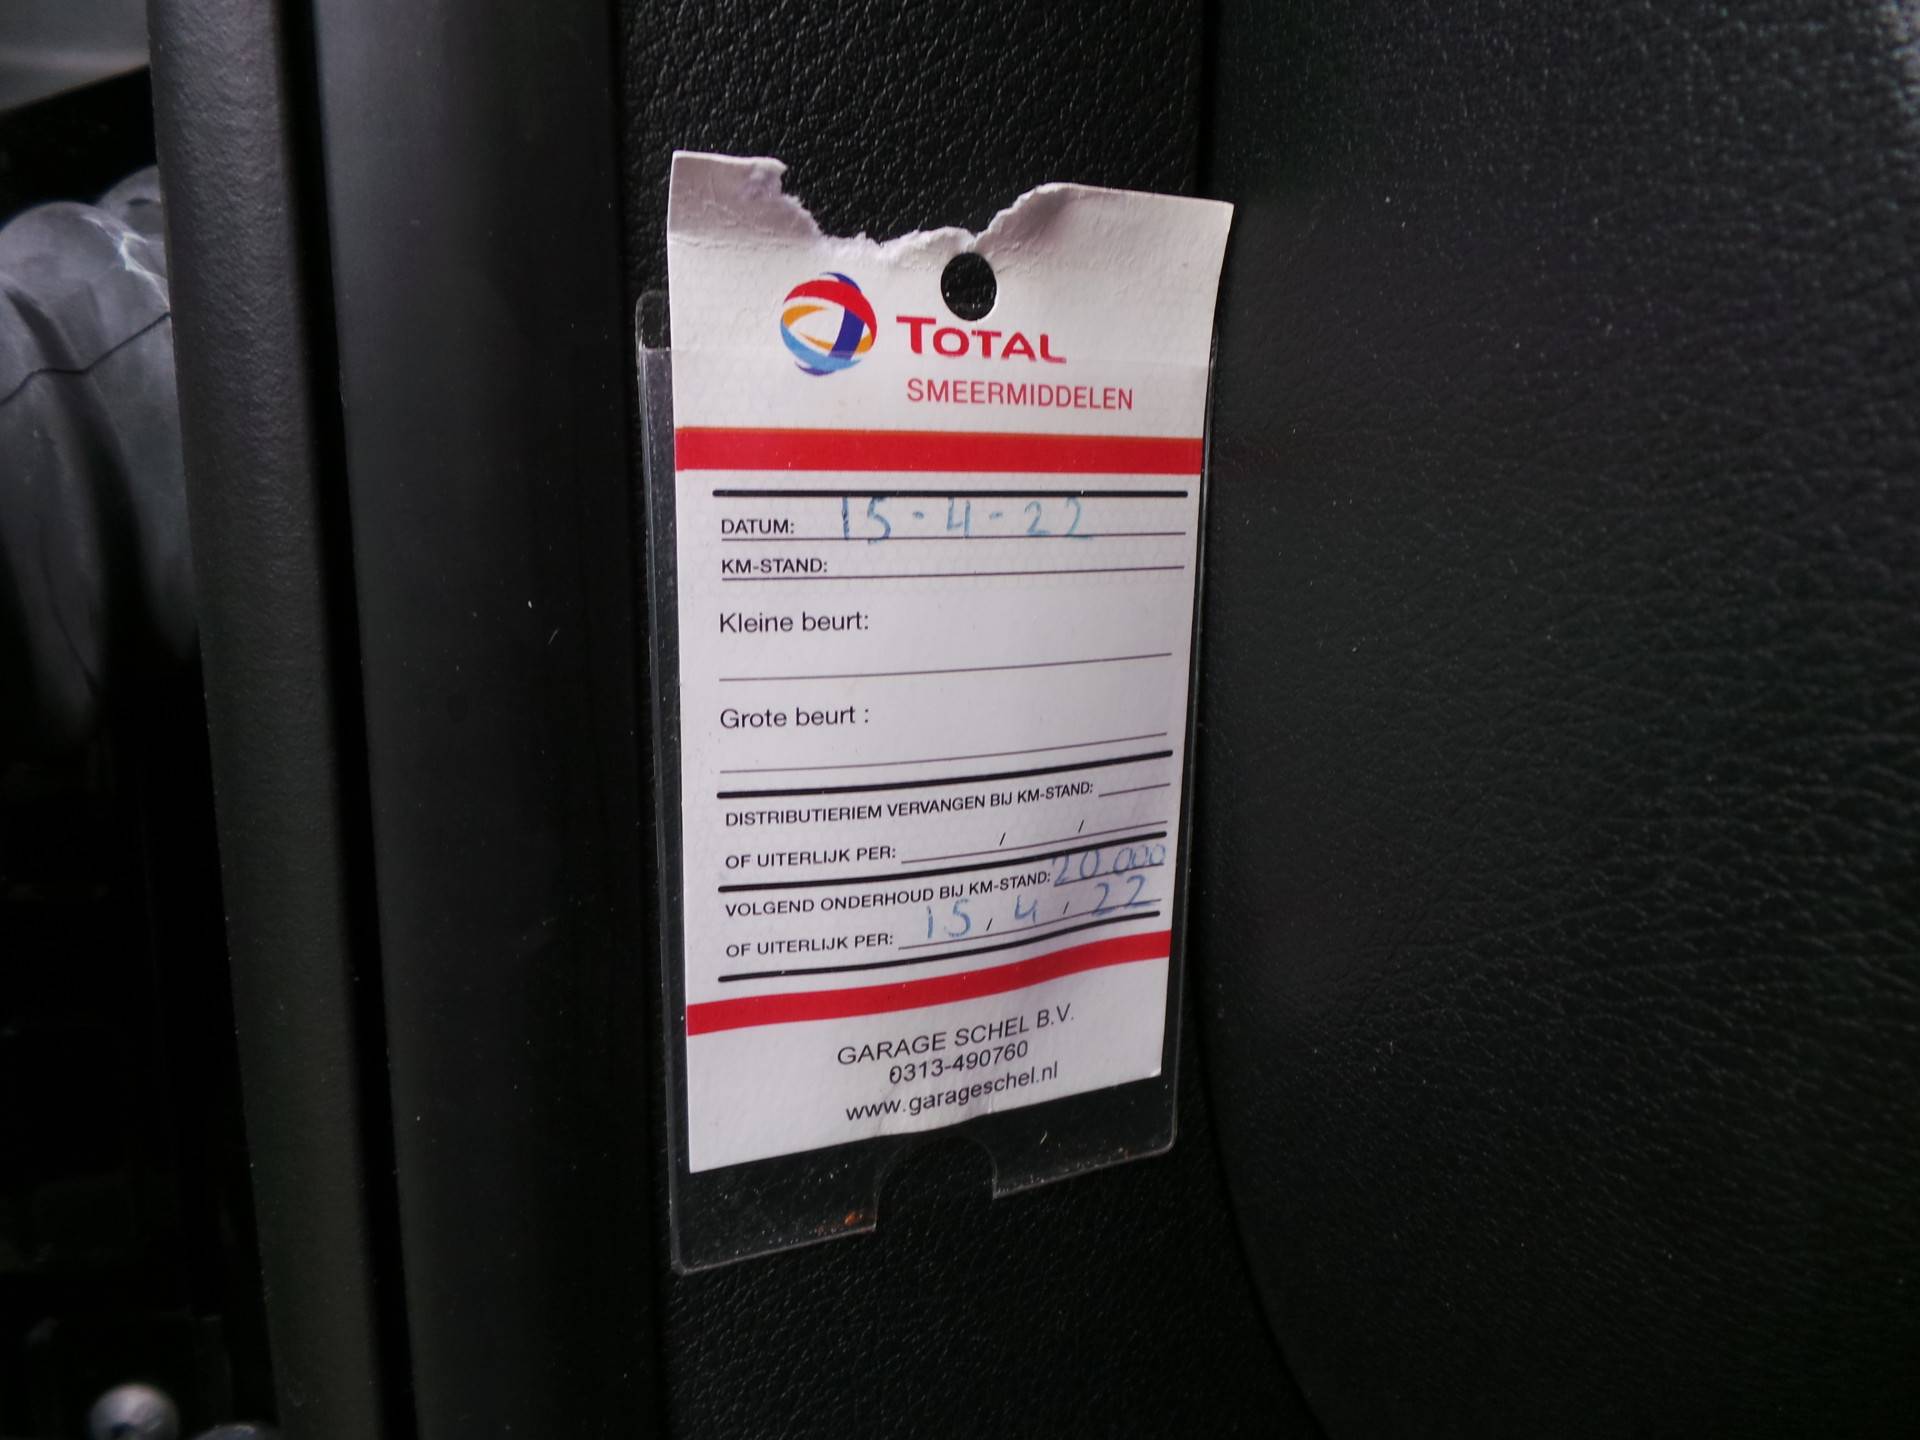 TOTAL
SMEERMIDDELEN
DATUM: 15-4-22
KM-STAND:
Kleine beurt:
Grote beurt :
DISTRIBUTIERIEM VERVANGEN BIJ KM-STAND:
OF UITERLIJK PER: / /
VOLGEND ONDERHOUD BIJ KM-STAND: 20.000
OF UITERLIJK PER: 15 / 4 / 22
GARAGE SCHEL B.V.
0313-490760
www.garageschel.nl